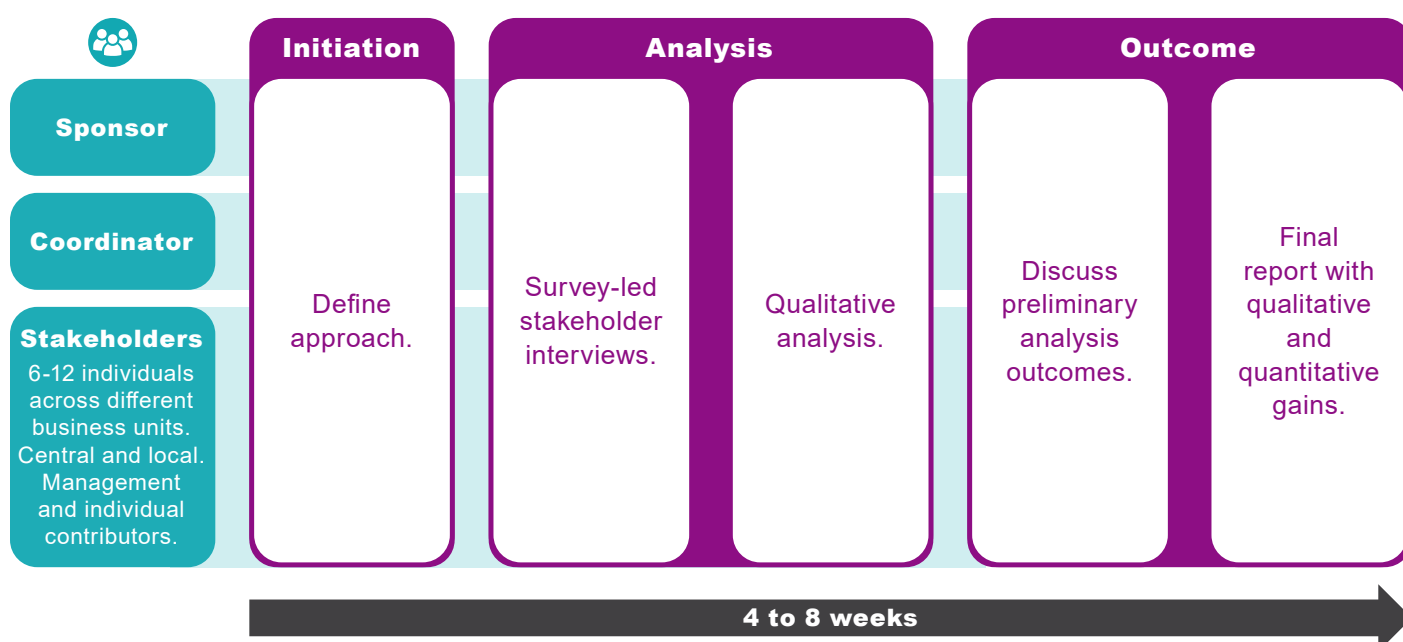 Initiation
Analysis
Outcome
Sponsor
Coordinator
Stakeholders
6-12 individuals
across different
business units.
Central and local.
Management
and individual
contributors.
Define
approach.
Survey-led
stakeholder
interviews.
Qualitative
analysis.
Discuss
preliminary
analysis
outcomes.
Final
report with
qualitative
and
quantitative
gains.
4 to 8 weeks